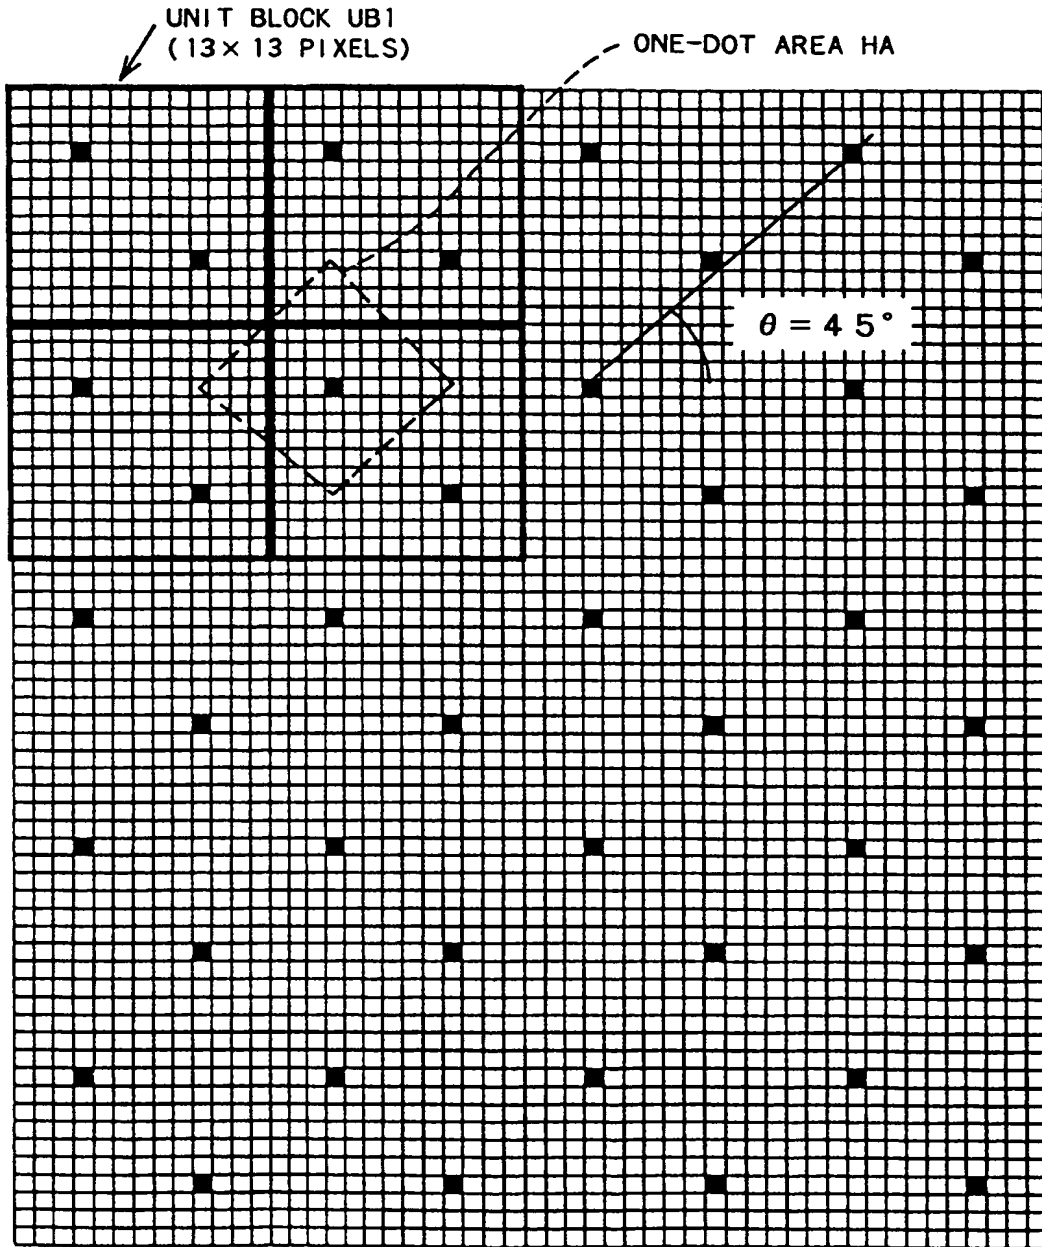 UNIT BLOCK UB1
(13×13 PIXELS)
ONE-DOT AREA HA
θ = 45°